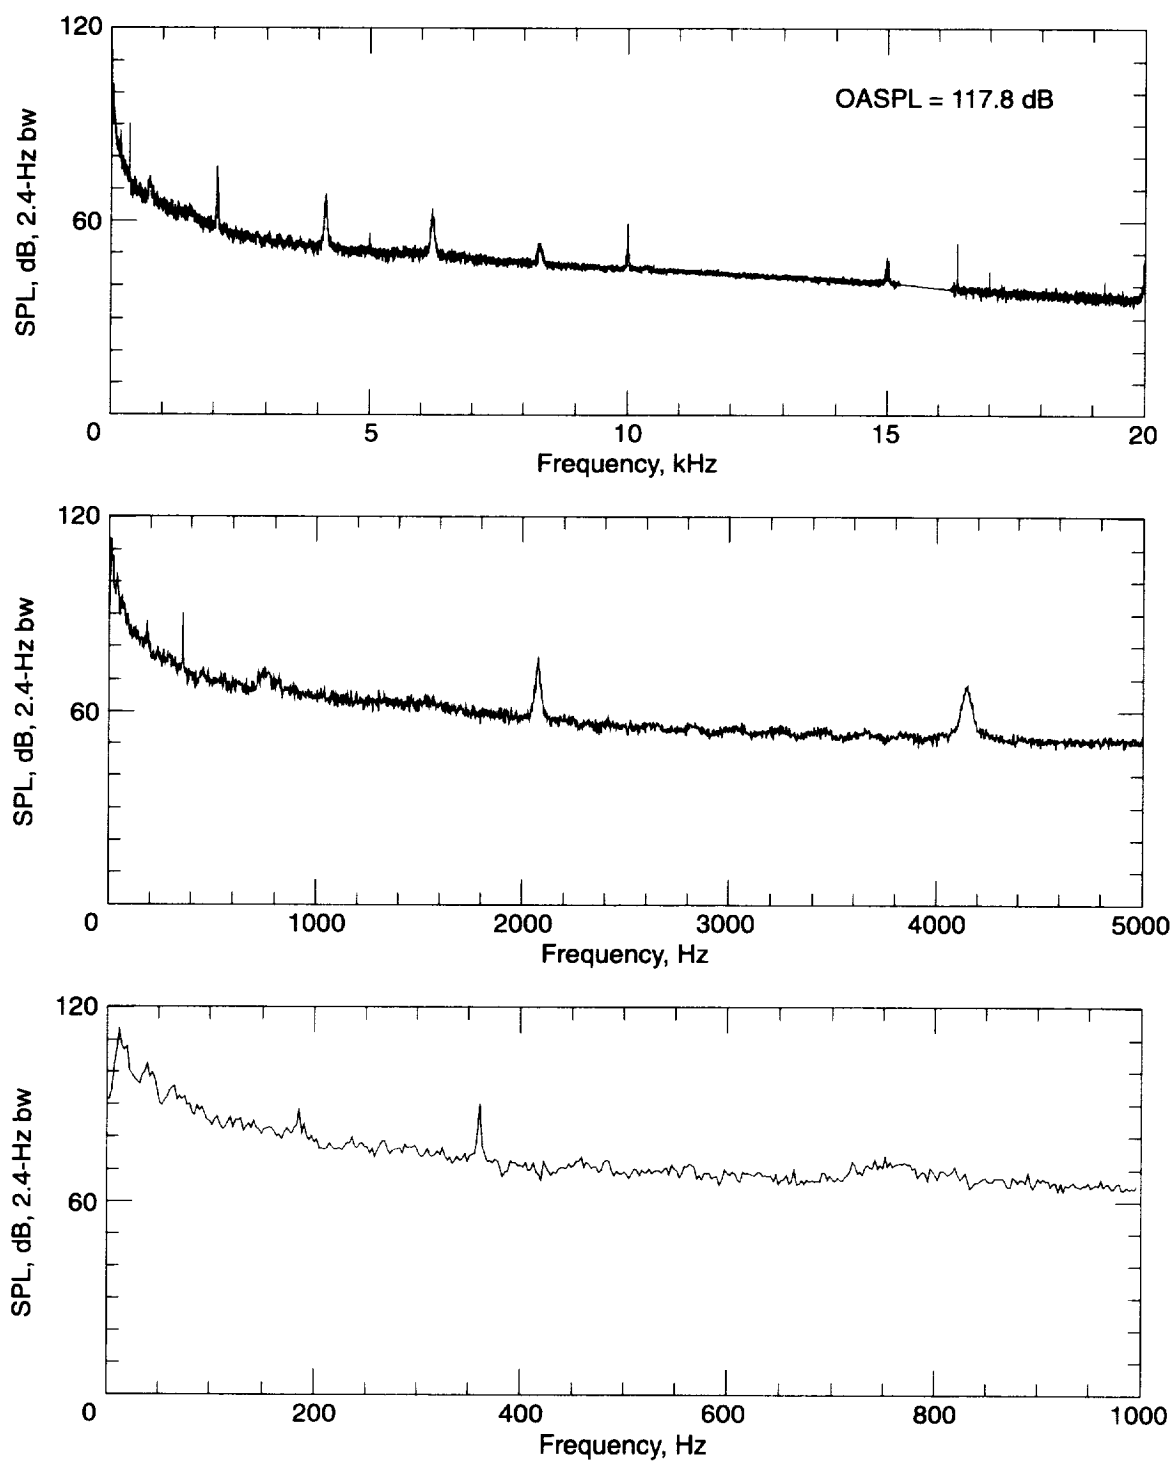 120
OASPL = 117.8 dB
SPL, dB, 2.4-Hz bw
60
0 5 10 15 20
Frequency, kHz
120
SPL, dB, 2.4-Hz bw
60
0 1000 2000 3000 4000 5000
Frequency, Hz
120
SPL, dB, 2.4-Hz bw
60
0 200 400 600 800 1000
Frequency, Hz